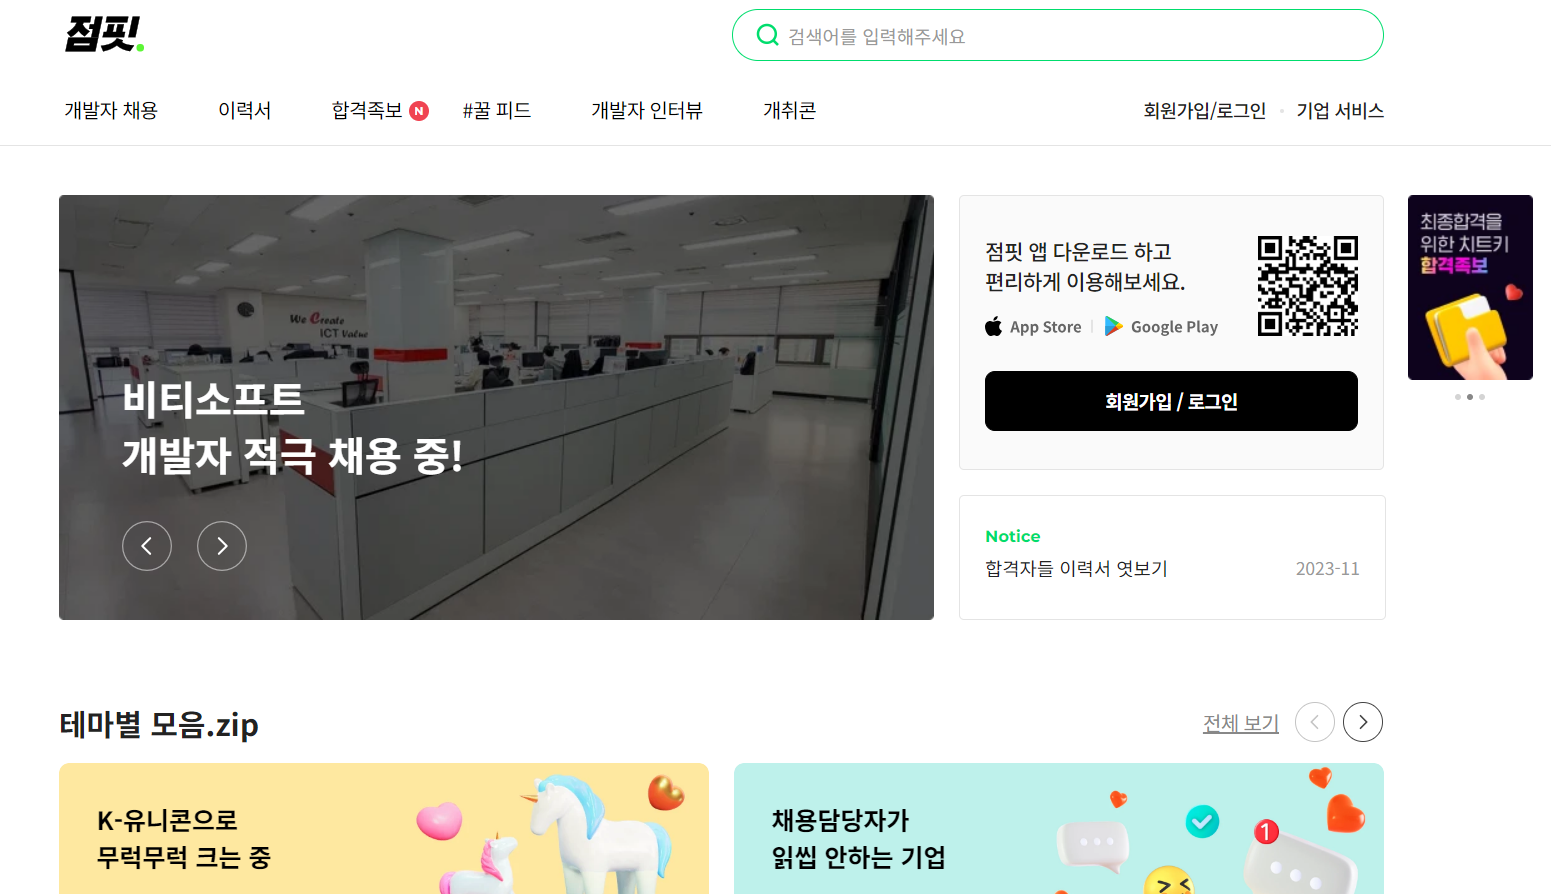 점핏.
검색어를 입력해주세요
개발자 채용
이력서
합격족보 N
#꿀 피드
개발자 인터뷰
개취콘
회원가입/로그인
기업 서비스
We Create
ICT Value
비티소프트
개발자 적극 채용 중!
점핏 앱 다운로드 하고
편리하게 이용해보세요.
App Store
Google Play
회원가입 / 로그인
최종합격을
위한 치트키
합격족보
Notice
합격자들 이력서 엿보기
2023-11
테마별 모음.zip
전체 보기
K-유니콘으로
무럭무럭 크는 중
채용담당자가
읽씹 안하는 기업
1